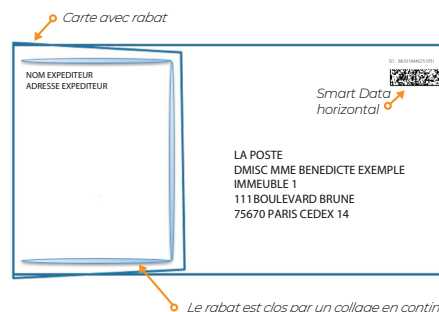 Carte avec rabat
NOM EXPEDITEUR
ADRESSE EXPEDITEUR
Smart Data
horizontal
LA POSTE
DMISC MME BENEDICTE EXEMPLE
IMMEUBLE 1
111BOULEVARD BRUNE
75670 PARIS CEDEX 14
Le rabat est clos par un collage en contin